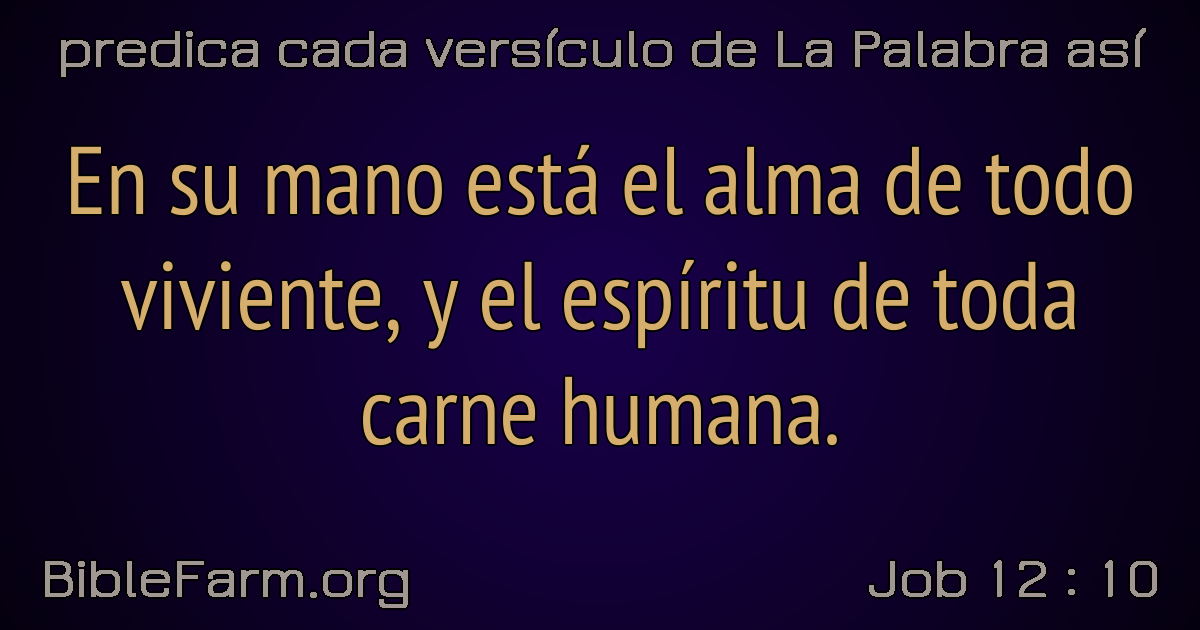 predica cada versículo de La Palabra así
En su mano está el alma de todo
viviente, y el espíritu de toda
carne humana.
BibleFarm.org
Job 12 : 10